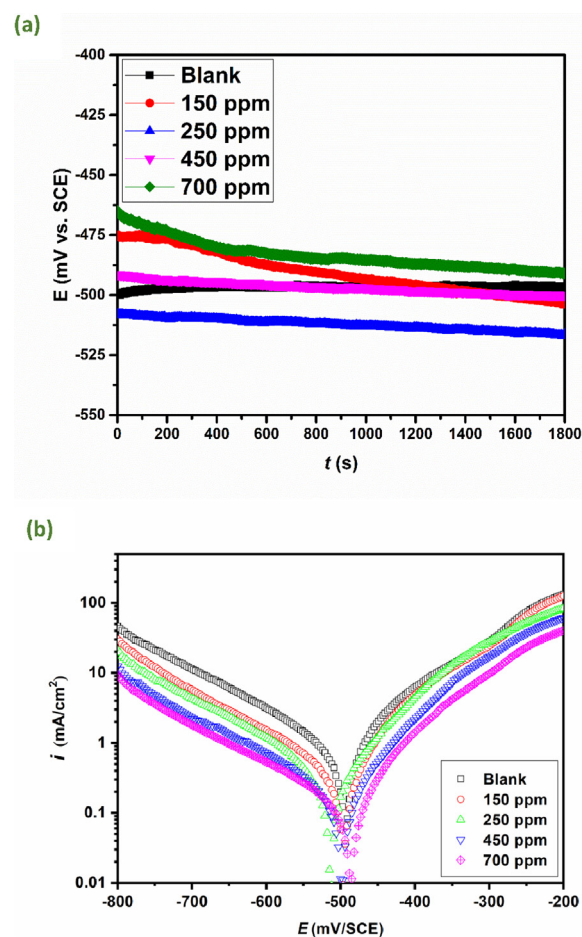 (a)
-400
-425
-450
-475
-500
-525
-550
E (mV vs. SCE)
Blank
150 ppm
250 ppm
450 ppm
700 ppm
0 200 400 600 800 1000 1200 1400 1600 1800
t (s)
(b)
100
10
1
0.1
0.01
i (mA/cm²)
Blank
150 ppm
250 ppm
450 ppm
700 ppm
-800 -700 -600 -500 -400 -300 -200
E (mV/SCE)